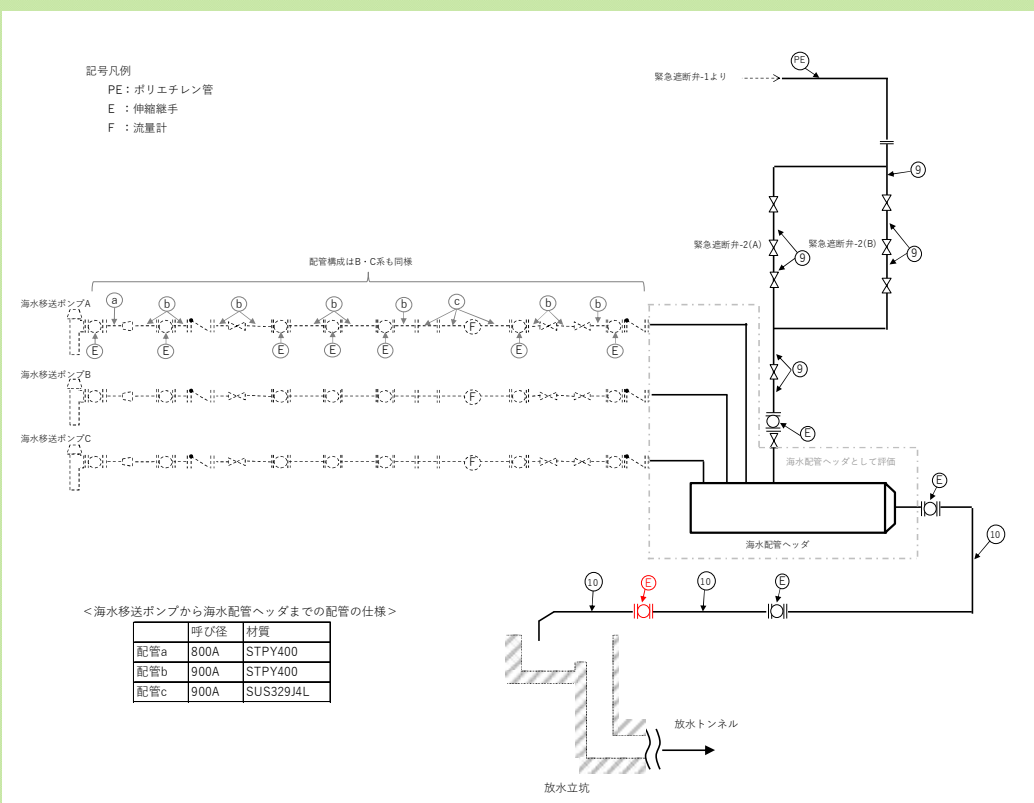 記号凡例
PE：ポリエチレン管
E ：伸縮継手
F ：流量計
緊急遮断弁-1より
PE
9
緊急遮断弁-2(A)
緊急遮断弁-2(B)
9
9
配管構成はB・C系も同様
海水移送ポンプA
a
b
b
b
b
c
b
b
F
E
E
E
E
E
E
E
9
海水移送ポンプB
F
E
海水移送ポンプC
F
海水配管ヘッダとして評価
E
海水配管ヘッダ
10
10
E
10
E
＜海水移送ポンプから海水配管ヘッダまでの配管の仕様＞
呼び径 材質
配管a 800A STPY400
配管b 900A STPY400
配管c 900A SUS329J4L
放水トンネル
放水立坑